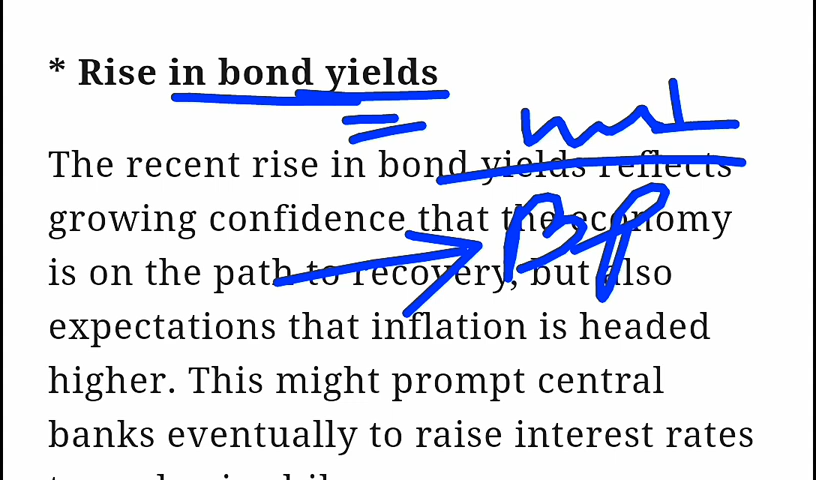 * Rise in bond yields
The recent rise in bond yields reflects
growing confidence that the economy
is on the path to recovery, but also
expectations that inflation is headed
higher. This might prompt central
banks eventually to raise interest rates